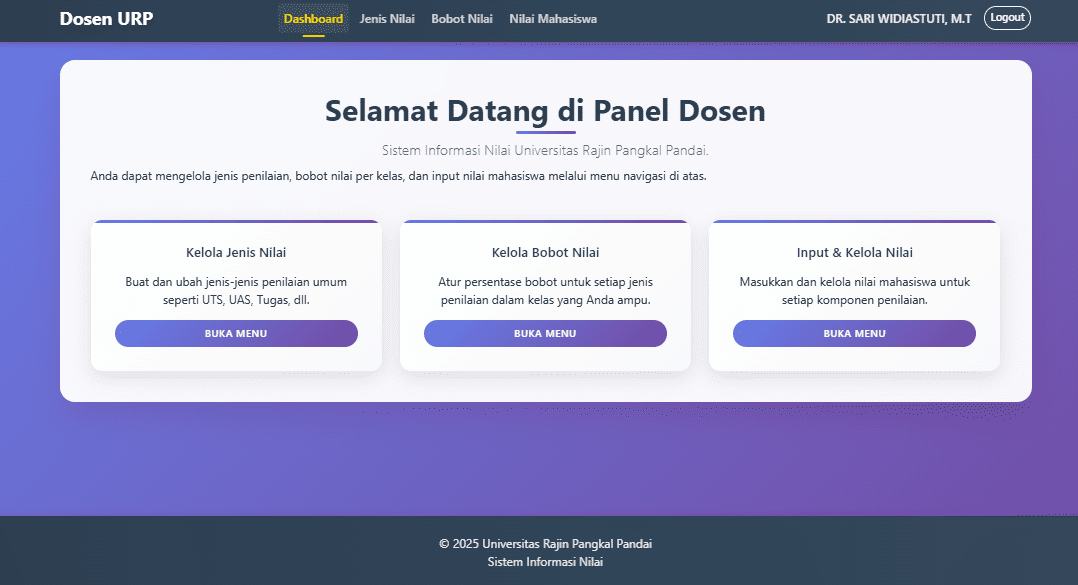 Dosen URP
Dashboard
Jenis Nilai
Bobot Nilai
Nilai Mahasiswa
DR. SARI WIDIASTUTI, M.T
Logout
Selamat Datang di Panel Dosen
Sistem Informasi Nilai Universitas Rajin Pangkal Pandai.
Anda dapat mengelola jenis penilaian, bobot nilai per kelas, dan input nilai mahasiswa melalui menu navigasi di atas.
Kelola Jenis Nilai
Buat dan ubah jenis-jenis penilaian umum
seperti UTS, UAS, Tugas, dll.
BUKA MENU
Kelola Bobot Nilai
Atur persentase bobot untuk setiap jenis
penilaian dalam kelas yang Anda ampu.
BUKA MENU
Input & Kelola Nilai
Masukkan dan kelola nilai mahasiswa untuk
setiap komponen penilaian.
BUKA MENU
© 2025 Universitas Rajin Pangkal Pandai
Sistem Informasi Nilai